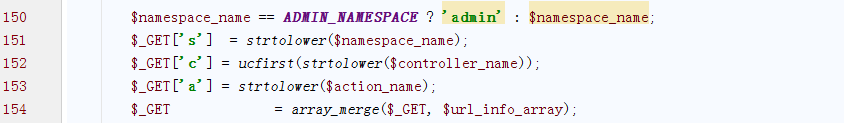 150 $namespace_name == ADMIN_NAMESPACE ? 'admin' : $namespace_name;
151 $_GET['s'] = strtolower($namespace_name);
152 $_GET['c'] = ucfirst(strtolower($controller_name));
153 $_GET['a'] = strtolower($action_name);
154 $_GET = array_merge($_GET, $url_info_array);